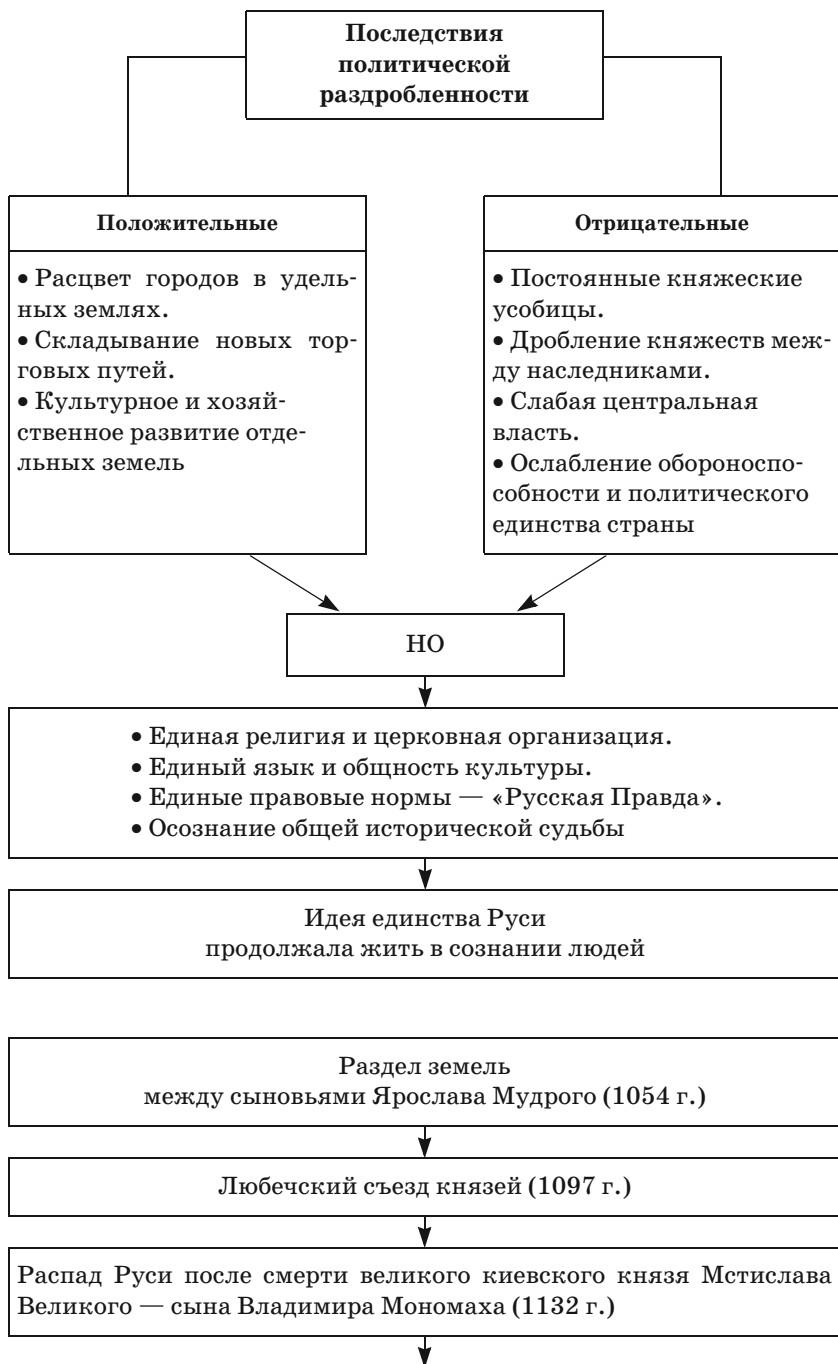 Последствия
политической
раздробленности
Положительные
• Расцвет городов в удель-
ных землях.
• Складывание новых тор-
говых путей.
• Культурное и хозяй-
ственное развитие отде-
льных земель
Отрицательные
• Постоянные княжеские
усобицы.
• Дробление княжеств меж-
ду наследниками.
• Слабая центральная
власть.
• Ослабление обороноспо-
собности и политического
единства страны
НО
• Единая религия и церковная организация.
• Единый язык и общность культуры.
• Единые правовые нормы — «Русская Правда».
• Осознание общей исторической судьбы
Идея единства Руси
продолжала жить в сознании людей
Раздел земель
между сыновьями Ярослава Мудрого (1054 г.)
Любечский съезд князей (1097 г.)
Распад Руси после смерти великого киевского князя Мстислава
Великого — сына Владимира Мономаха (1132 г.)